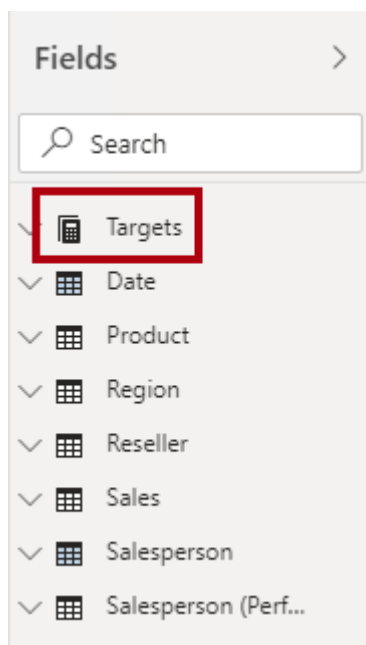 Fields
Search
Targets
Date
Product
Region
Reseller
Sales
Salesperson
Salesperson (Perf...